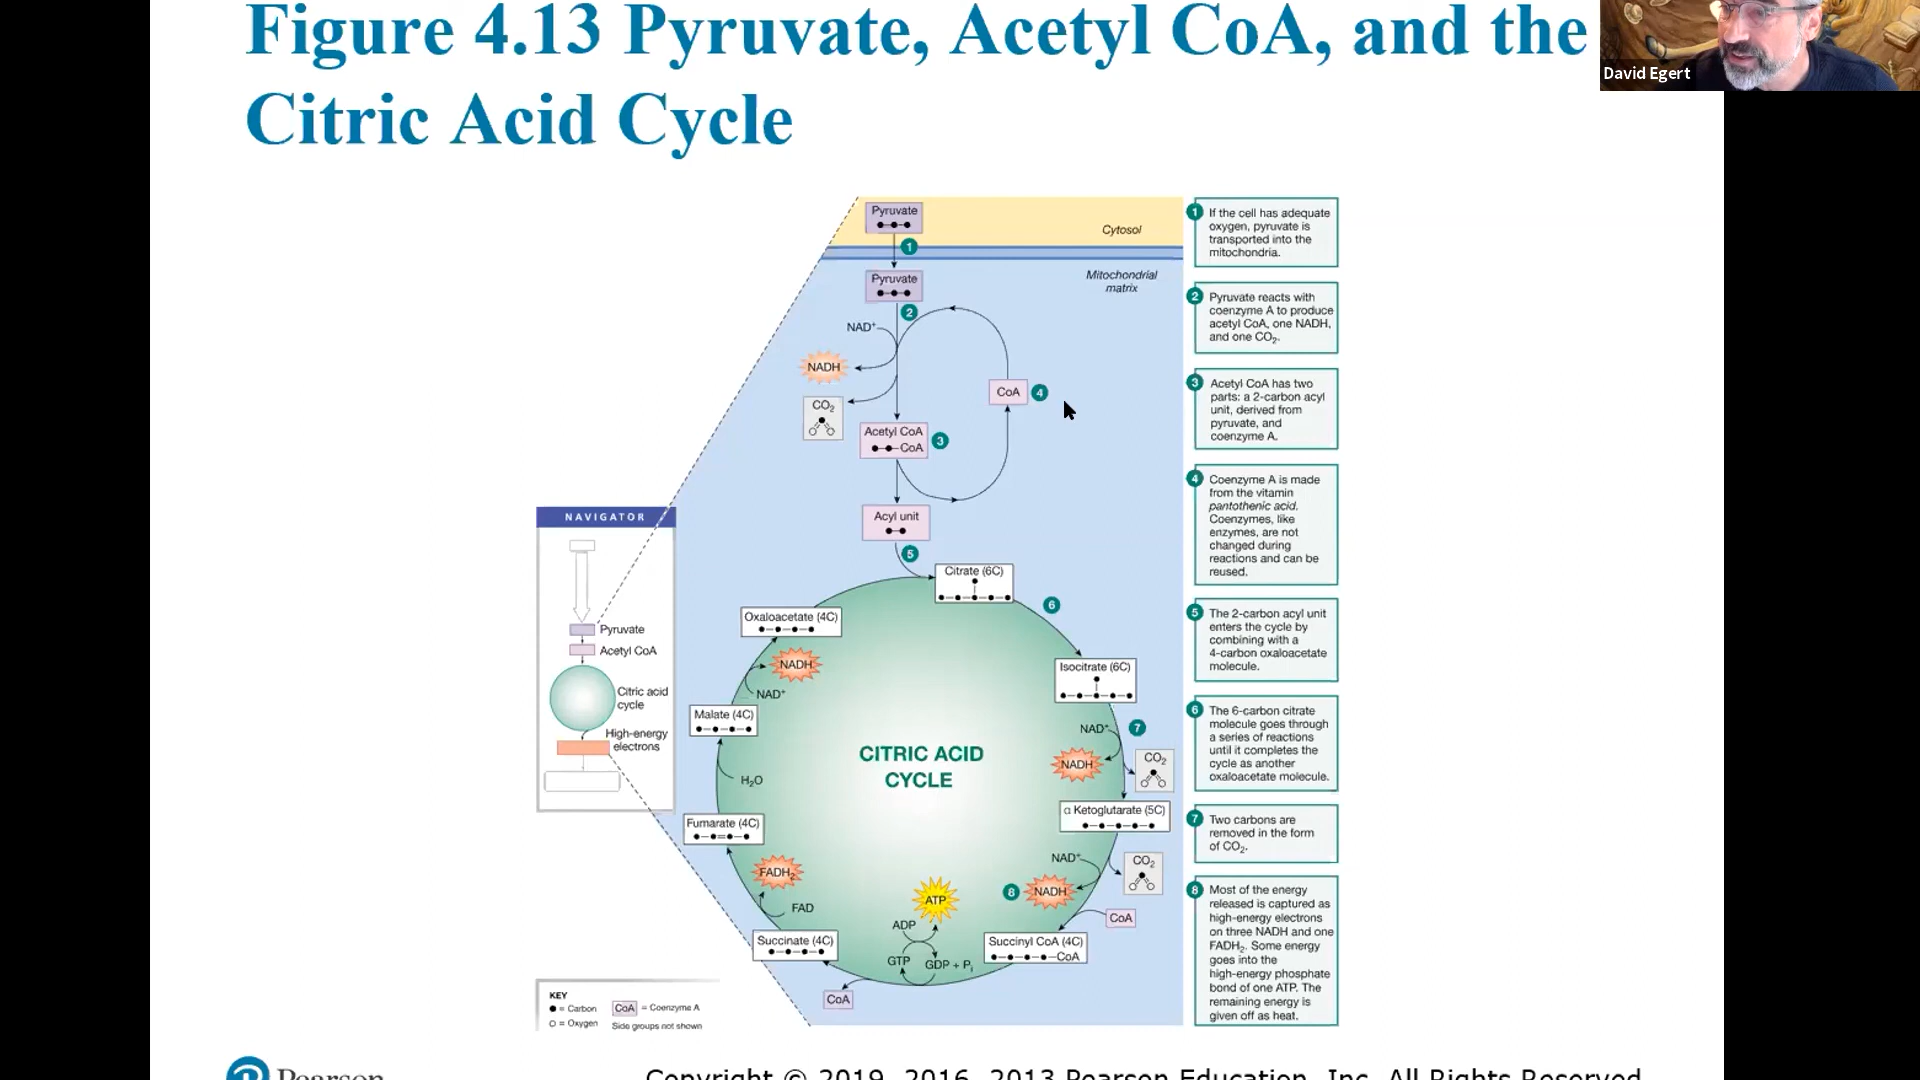 Figure 4.13 Pyruvate, Acetyl CoA, and the
Citric Acid Cycle
David Egert
Pyruvate
Cytosol
1
Pyruvate
Mitochondrial
matrix
2
NAD⁺
NADH
CO₂
CoA
4
Acetyl CoA
CoA
3
Acyl unit
5
Citrate (6C)
6
Oxaloacetate (4C)
NADH
NAD⁺
Isocitrate (6C)
Malate (4C)
NAD⁺
7
NADH
CO₂
CITRIC ACID
CYCLE
H₂O
α Ketoglutarate (5C)
Fumarate (4C)
NAD⁺
CO₂
FADH₂
8
NADH
ATP
FAD
CoA
ADP
Succinate (4C)
Succinyl CoA (4C)
CoA
GTP
GDP + Pᵢ
CoA
NAVIGATOR
Pyruvate
Acetyl CoA
Citric acid
cycle
High-energy
electrons
KEY
= Carbon
CoA = Coenzyme A
= Oxygen
Side groups not shown
1 If the cell has adequate
oxygen, pyruvate is
transported into the
mitochondria.
2 Pyruvate reacts with
coenzyme A to produce
acetyl CoA, one NADH,
and one CO₂.
3 Acetyl CoA has two
parts: a 2-carbon acyl
unit, derived from
pyruvate, and
coenzyme A.
4 Coenzyme A is made
from the vitamin
pantothenic acid.
Coenzymes, like
enzymes, are not
changed during
reactions and can be
reused.
5 The 2-carbon acyl unit
enters the cycle by
combining with a
4-carbon oxaloacetate
molecule.
6 The 6-carbon citrate
molecule goes through
a series of reactions
until it completes the
cycle as another
oxaloacetate molecule.
7 Two carbons are
removed in the form
of CO₂.
8 Most of the energy
released is captured as
high-energy electrons
on three NADH and one
FADH₂. Some energy
goes into the
high-energy phosphate
bond of one ATP. The
remaining energy is
given off as heat.
Pearson
Copyright © 2019, 2016, 2013 Pearson Education, Inc. All Rights Reserved